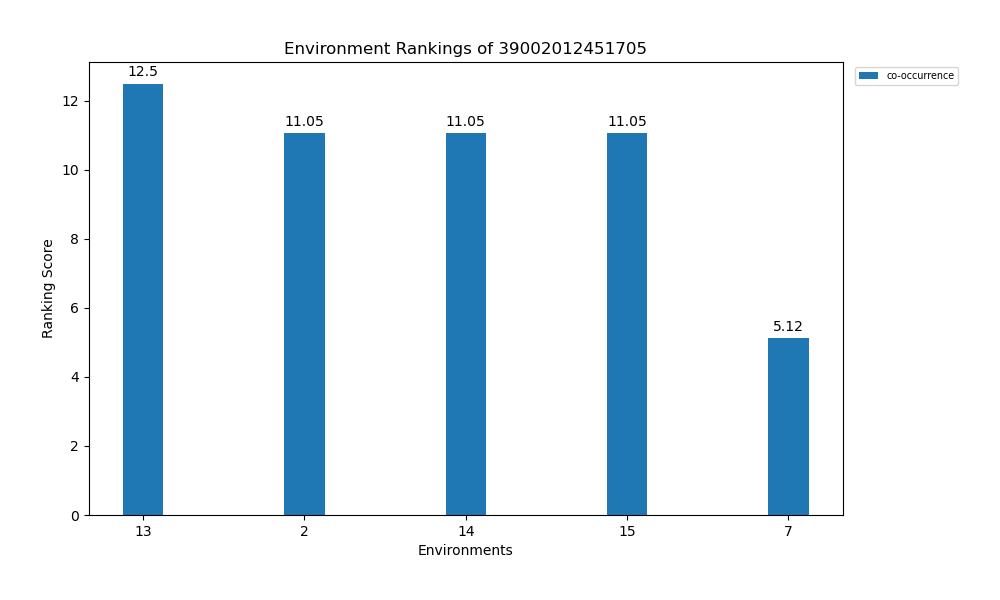 Environment Rankings of 39002012451705
co-occurrence
12.5
11.05
11.05
11.05
5.12
Ranking Score
12
10
8
6
4
2
0
13 2 14 15 7
Environments